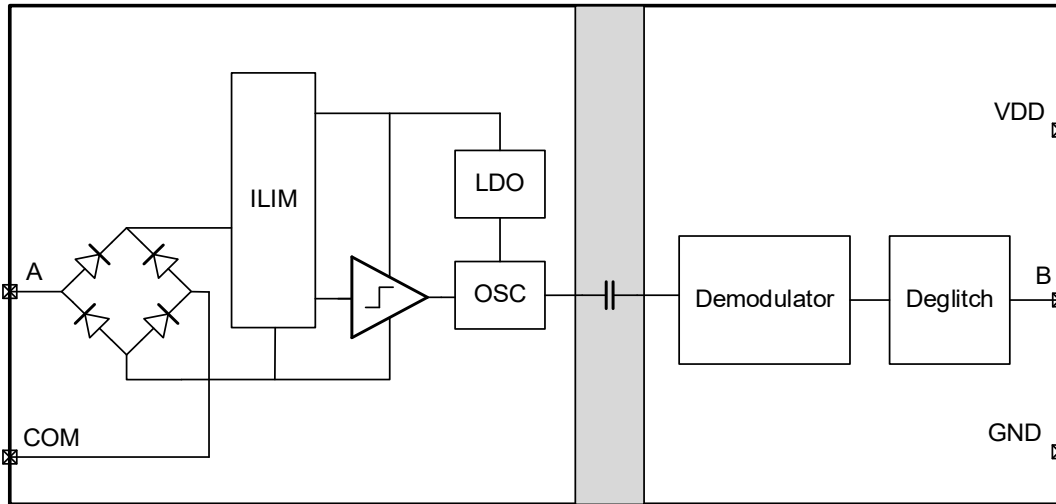 VDD
LDO
ILIM
A
OSC
Demodulator
Deglitch
B
COM
GND